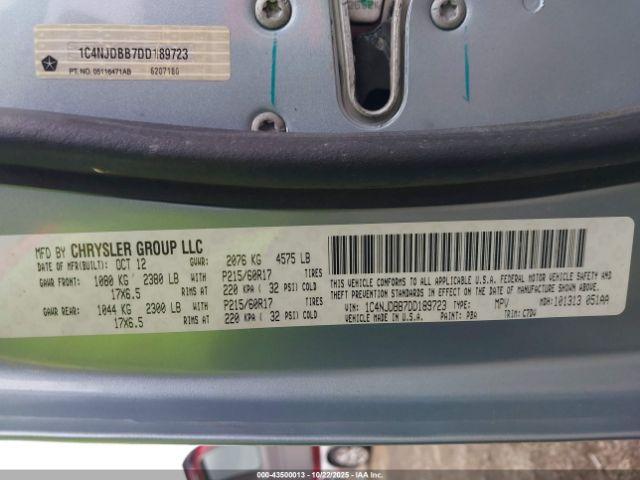 1C4NJDBB7DD189723
PT. NO. 05116471AB 6207180
MFD BY CHRYSLER GROUP LLC
DATE OF MFR(BUILT): OCT 12 GVWR: 2076 KG 4575 LB
GAWR FRONT: 1080 KG 2380 LB WITH P215/60R17 TIRES
17X6.5 RIMS AT 220 KPA ( 32 PSI) COLD
GAWR REAR: 1044 KG 2300 LB WITH P215/60R17 TIRES
17X6.5 RIMS AT 220 KPA ( 32 PSI) COLD
THIS VEHICLE CONFORMS TO ALL APPLICABLE U.S.A. FEDERAL MOTOR VEHICLE SAFETY AND
THEFT PREVENTION STANDARDS IN EFFECT ON THE DATE OF MANUFACTURE SHOWN ABOVE.
VIN: 1C4NJDBB7DD189723 TYPE: MPV MDH: 101313 051AA
VEHICLE MADE IN U.S.A. PAINT: P3A TRIM: C7DV
000-43500013 - 10/22/2025 - IAAI.com